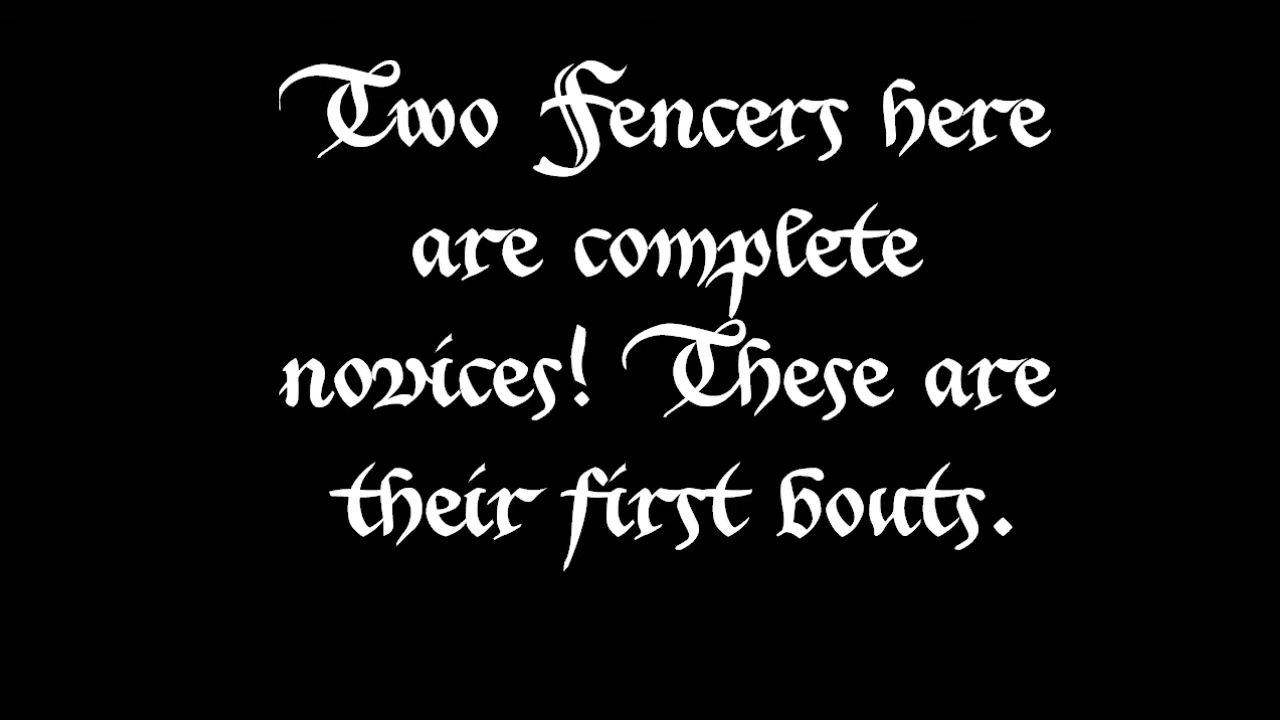 Two Fencers here
are complete
novices! These are
their first bouts.